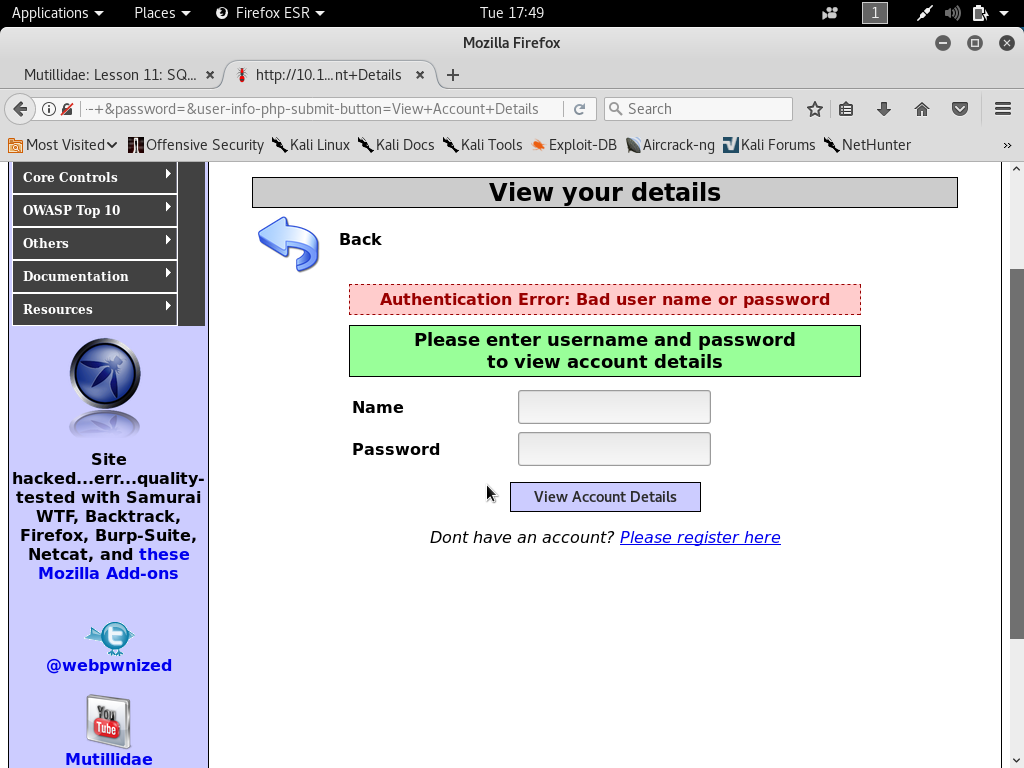 Applications Places Firefox ESR Tue 17:49 1
Mozilla Firefox
Mutillidae: Lesson 11: SQ... http://10.1...nt+Details
--+&password=&user-info-php-submit-button=View+Account+Details Search
Most Visited Offensive Security Kali Linux Kali Docs Kali Tools Exploit-DB Aircrack-ng Kali Forums NetHunter »
Core Controls
OWASP Top 10
Others
Documentation
Resources
Site
hacked...err...quality-
tested with Samurai
WTF, Backtrack,
Firefox, Burp-Suite,
Netcat, and these
Mozilla Add-ons
@webpwnized
You
Tube
Mutillidae
View your details
Back
Authentication Error: Bad user name or password
Please enter username and password
to view account details
Name
Password
View Account Details
Dont have an account? Please register here